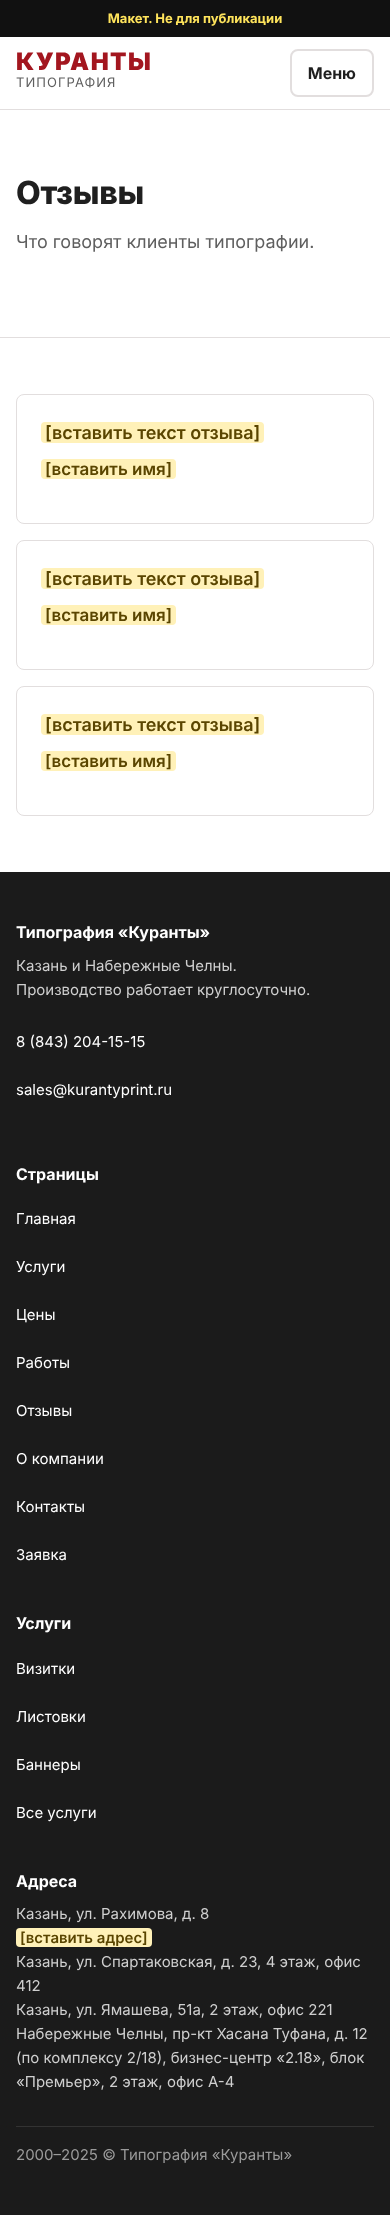 Макет. Не для публикации
КУРАНТЫ
ТИПОГРАФИЯ
Меню
Отзывы
Что говорят клиенты типографии.
[вставить текст отзыва]
[вставить имя]
[вставить текст отзыва]
[вставить имя]
[вставить текст отзыва]
[вставить имя]
Типография «Куранты»
Казань и Набережные Челны.
Производство работает круглосуточно.
8 (843) 204-15-15
sales@kurantyprint.ru
Страницы
Главная
Услуги
Цены
Работы
Отзывы
О компании
Контакты
Заявка
Услуги
Визитки
Листовки
Баннеры
Все услуги
Адреса
Казань, ул. Рахимова, д. 8
[вставить адрес]
Казань, ул. Спартаковская, д. 23, 4 этаж, офис
412
Казань, ул. Ямашева, 51а, 2 этаж, офис 221
Набережные Челны, пр-кт Хасана Туфана, д. 12
(по комплексу 2/18), бизнес-центр «2.18», блок
«Премьер», 2 этаж, офис А-4
2000–2025 © Типография «Куранты»